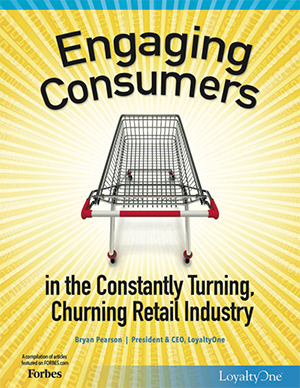 Engaging
Consumers
in the Constantly Turning,
Churning Retail Industry
Bryan Pearson | President & CEO, LoyaltyOne
A compilation of articles
featured on FORBES.com
Forbes
LoyaltyOne